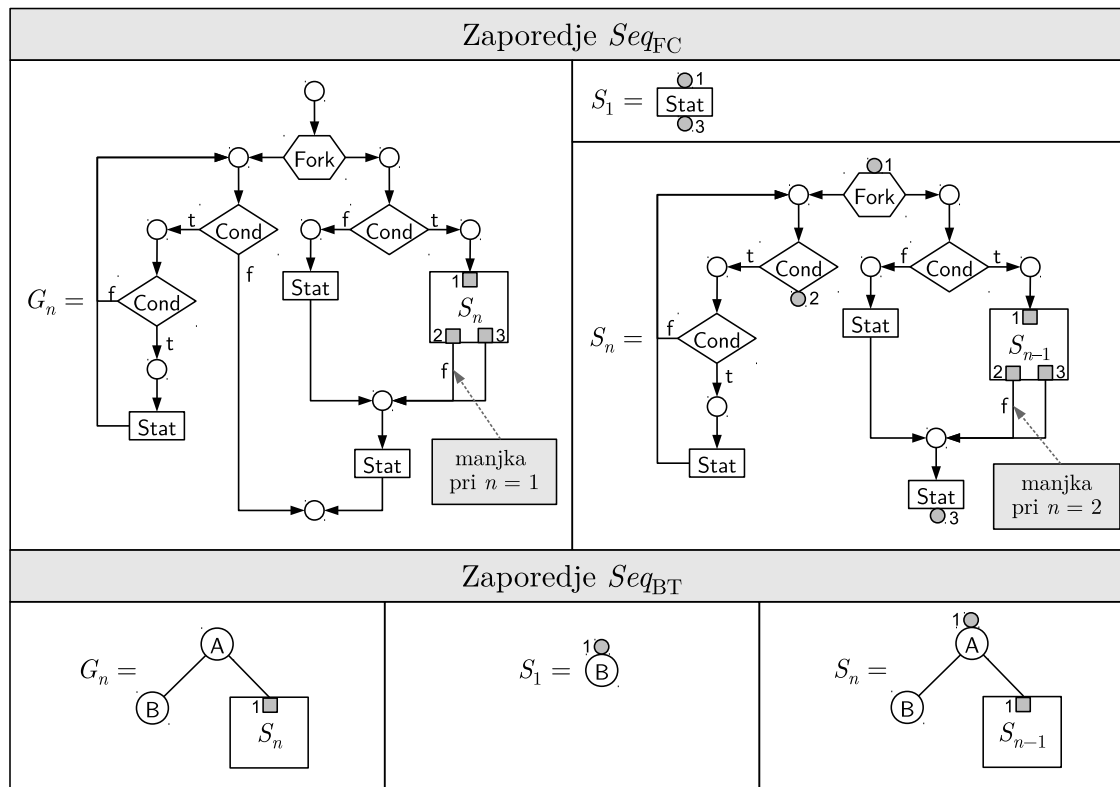 Zaporedje Seq_FC
G_n =
Fork
Cond
t
f
Cond
f
t
Stat
Cond
f
t
Stat
1
S_n
2
3
f
Stat
manjka
pri n = 1
S_1 =
1
Stat
3
S_n =
1
Fork
Cond
t
2
Cond
f
t
Stat
Cond
f
t
Stat
1
S_{n-1}
2
3
f
Stat
3
manjka
pri n = 2
Zaporedje Seq_BT
G_n =
A
B
1
S_n
S_1 =
1
B
S_n =
1
A
B
1
S_{n-1}